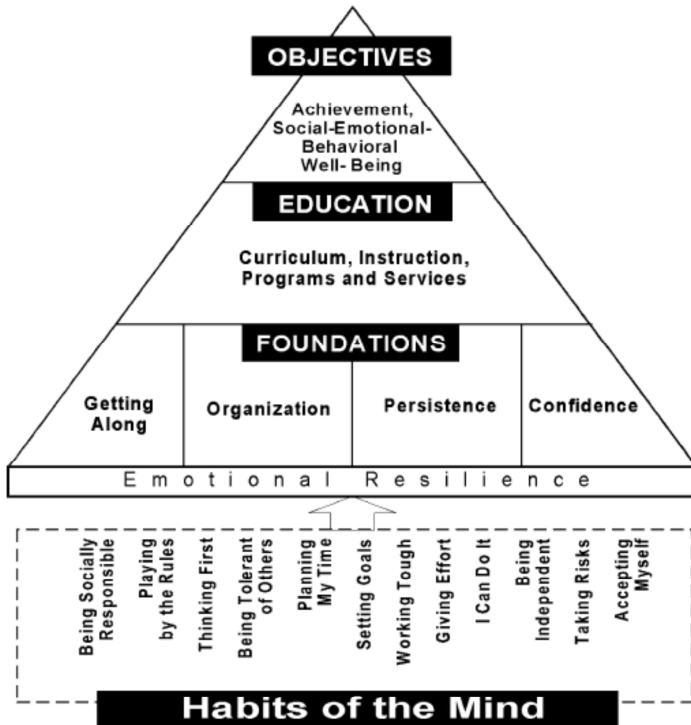 OBJECTIVES
Achievement,
Social-Emotional-
Behavioral
Well- Being
EDUCATION
Curriculum, Instruction,
Programs and Services
FOUNDATIONS
Getting
Along
Organization
Persistence
Confidence
Emotional Resilience
Being Socially
Responsible
Playing
by the Rules
Thinking First
Being Tolerant
of Others
Planning
My Time
Setting Goals
Working Tough
Giving Effort
I Can Do It
Being
Independent
Taking Risks
Accepting
Myself
Habits of the Mind